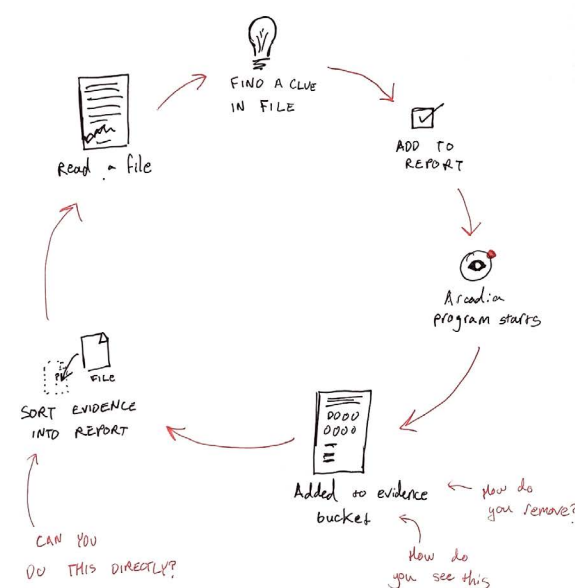 FIND A CLUE
IN FILE
ADD TO
REPORT
Arcadia
program starts
Added to evidence
bucket
How do
you remove?
How do
you see this
FILE
SORT EVIDENCE
INTO REPORT
CAN YOU
DO THIS DIRECTLY?
Read a file